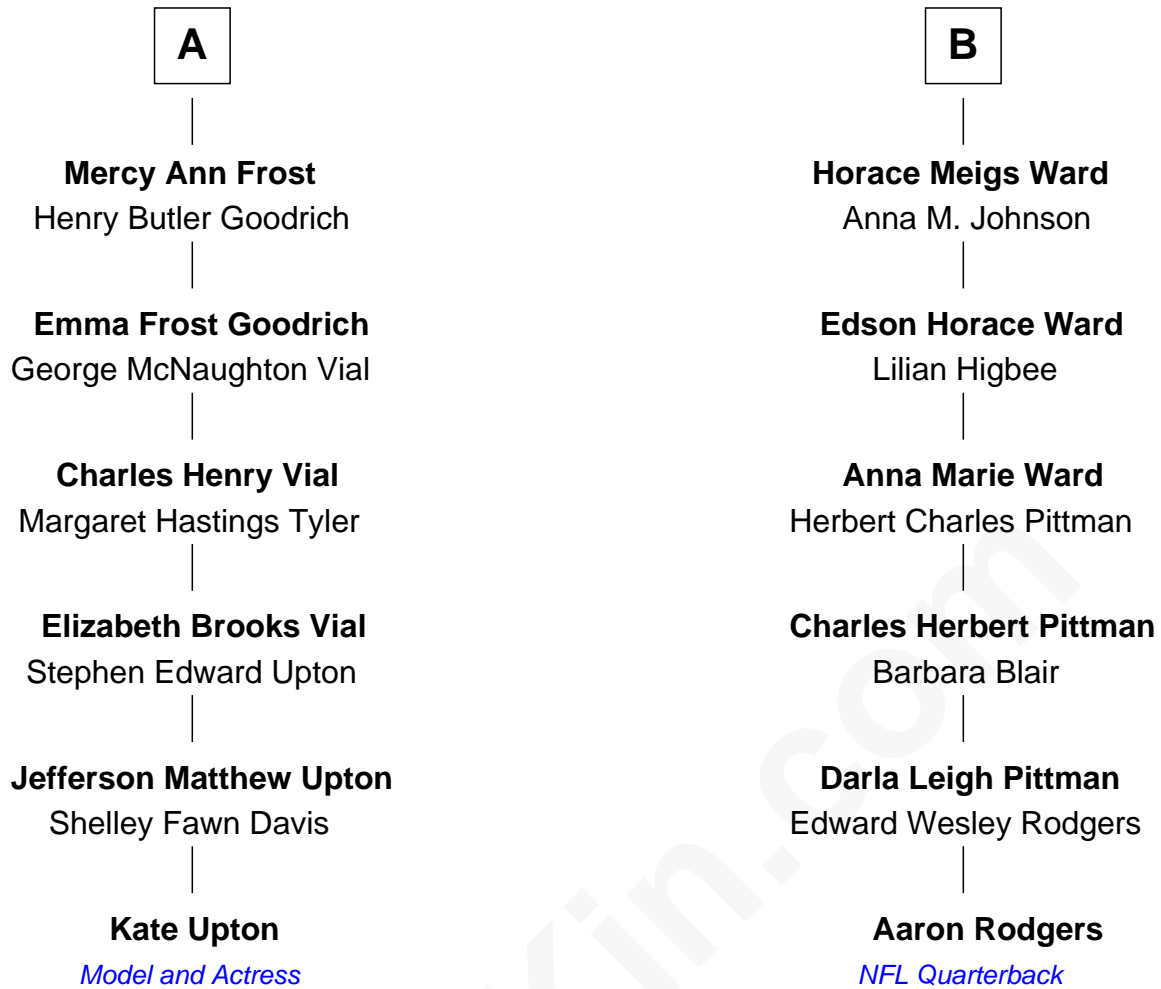 A
Mercy Ann Frost
Henry Butler Goodrich
Emma Frost Goodrich
George McNaughton Vial
Charles Henry Vial
Margaret Hastings Tyler
Elizabeth Brooks Vial
Stephen Edward Upton
Jefferson Matthew Upton
Shelley Fawn Davis
Kate Upton
Model and Actress
B
Horace Meigs Ward
Anna M. Johnson
Edson Horace Ward
Lilian Higbee
Anna Marie Ward
Herbert Charles Pittman
Charles Herbert Pittman
Barbara Blair
Darla Leigh Pittman
Edward Wesley Rodgers
Aaron Rodgers
NFL Quarterback